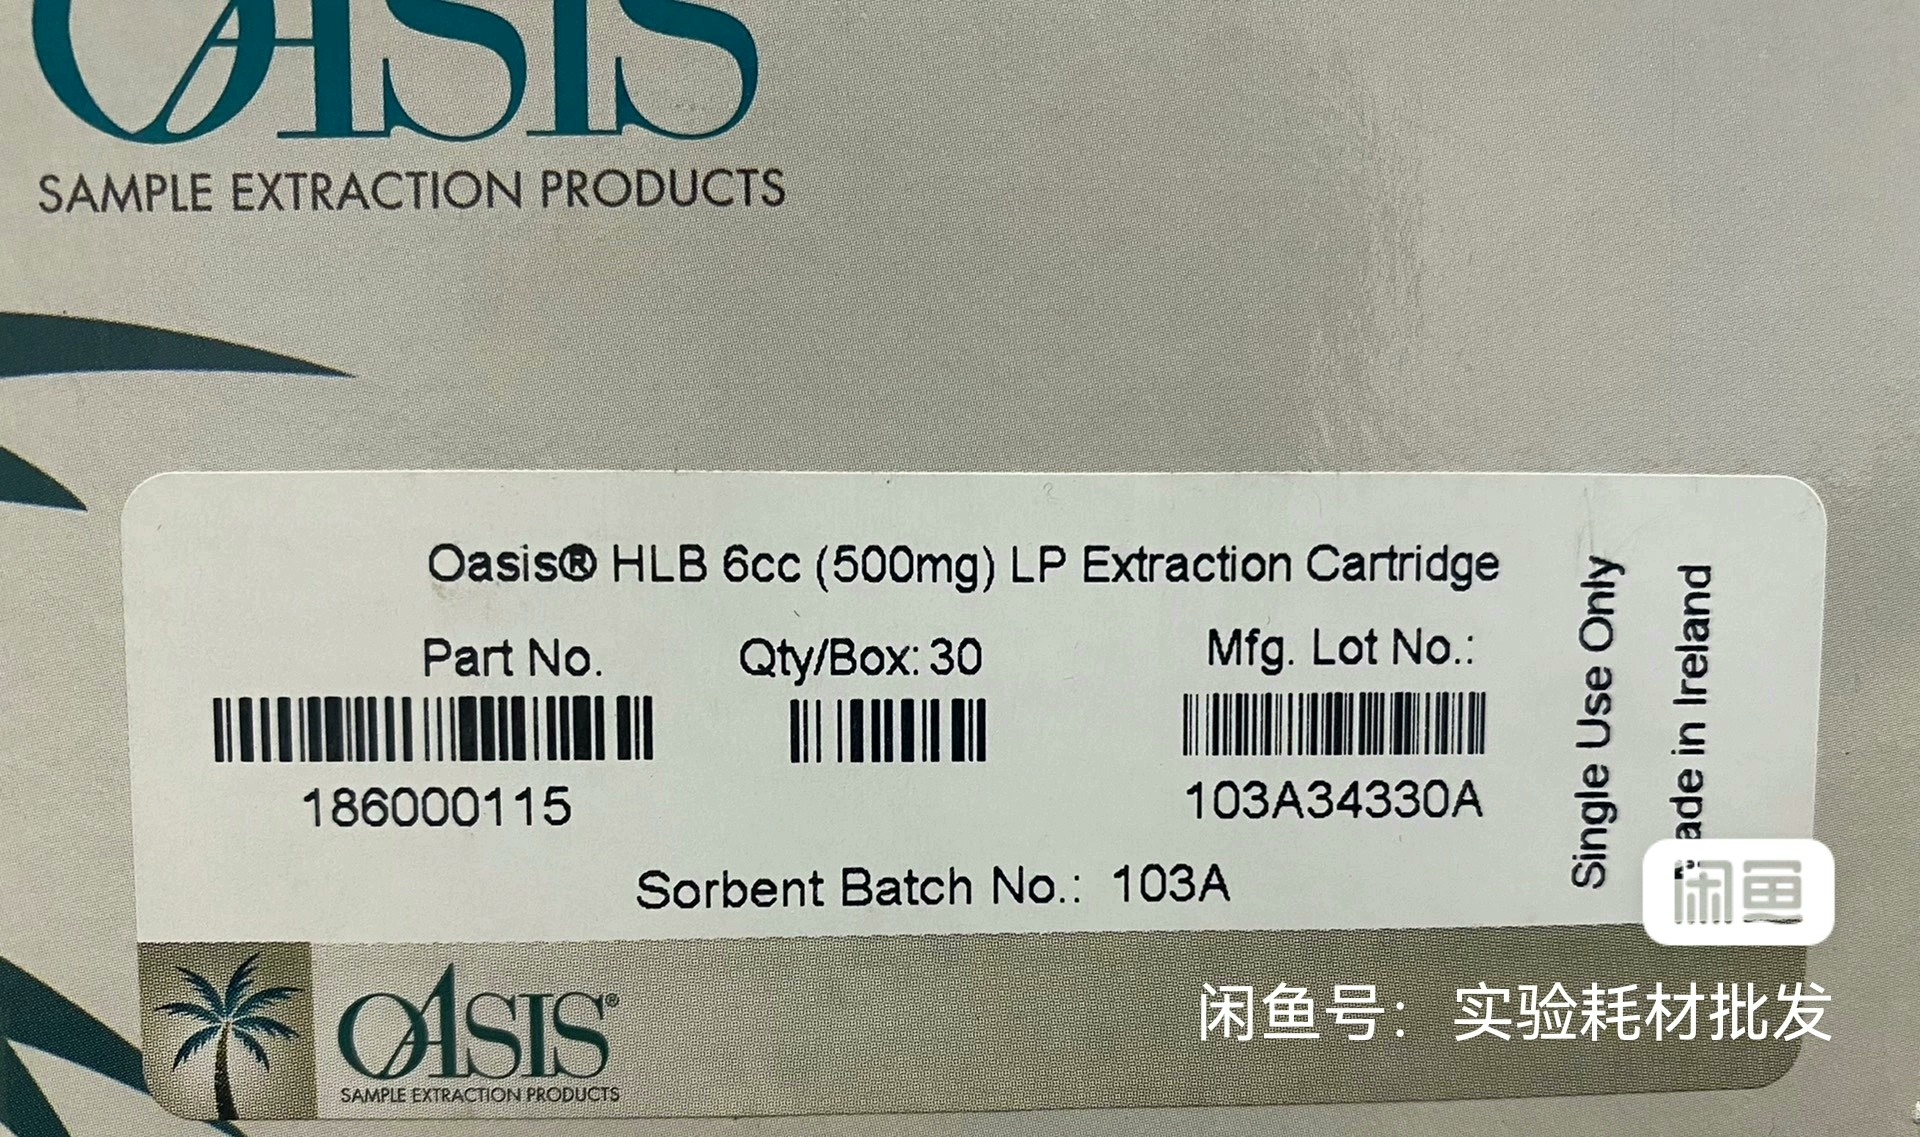 OASIS
SAMPLE EXTRACTION PRODUCTS
Oasis® HLB 6cc (500mg) LP Extraction Cartridge
Part No.
Qty/Box: 30
Mfg. Lot No.:
186000115
103A34330A
Sorbent Batch No.: 103A
Single Use Only
ade in Ireland
OASIS®
SAMPLE EXTRACTION PRODUCTS
闲鱼
闲鱼号：实验耗材批发